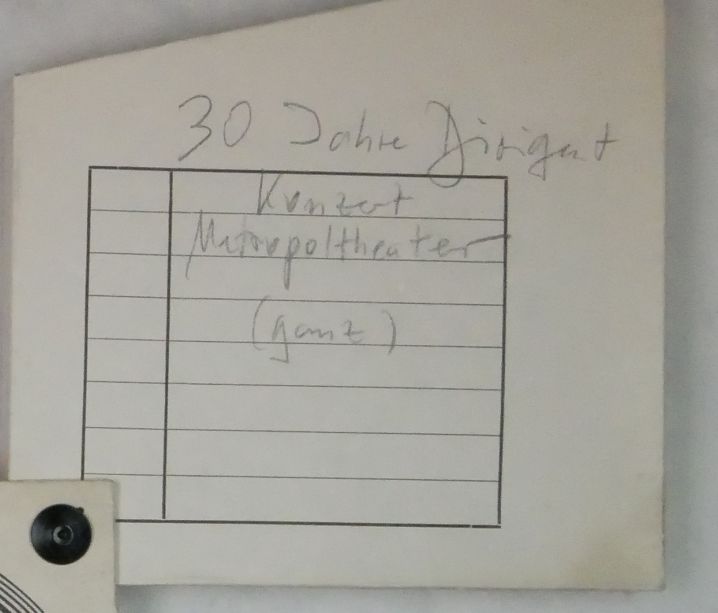 30 Jahre Dirigent
Konzert
Metropoltheater
(ganz)